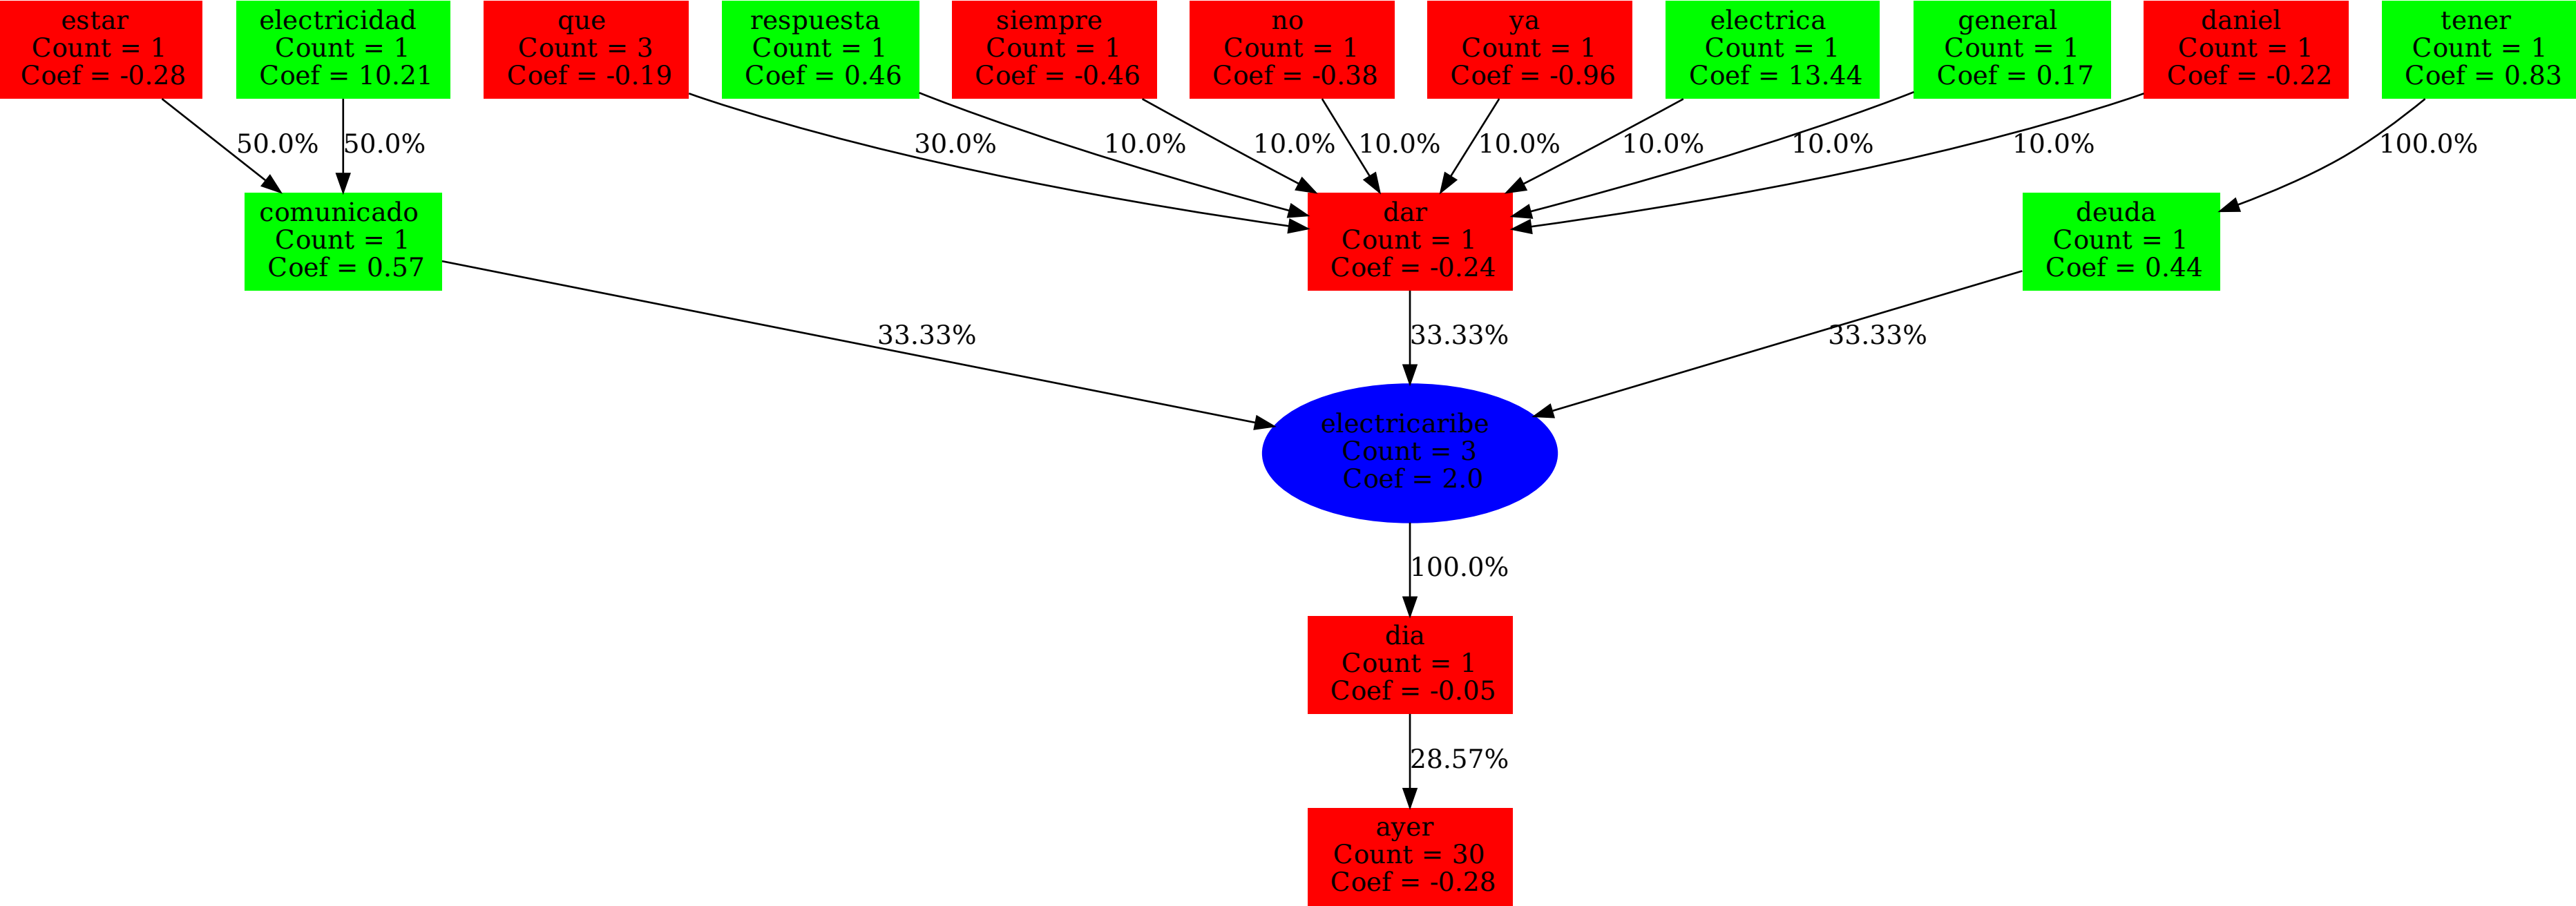 estar
Count = 1
Coef = -0.28
electricidad
Count = 1
Coef = 10.21
que
Count = 3
Coef = -0.19
respuesta
Count = 1
Coef = 0.46
siempre
Count = 1
Coef = -0.46
no
Count = 1
Coef = -0.38
ya
Count = 1
Coef = -0.96
electrica
Count = 1
Coef = 13.44
general
Count = 1
Coef = 0.17
daniel
Count = 1
Coef = -0.22
tener
Count = 1
Coef = 0.83
50.0%
50.0%
30.0%
10.0%
10.0%
10.0%
10.0%
10.0%
10.0%
10.0%
100.0%
comunicado
Count = 1
Coef = 0.57
dar
Count = 1
Coef = -0.24
deuda
Count = 1
Coef = 0.44
33.33%
33.33%
33.33%
electricaribe
Count = 3
Coef = 2.0
100.0%
dia
Count = 1
Coef = -0.05
28.57%
ayer
Count = 30
Coef = -0.28